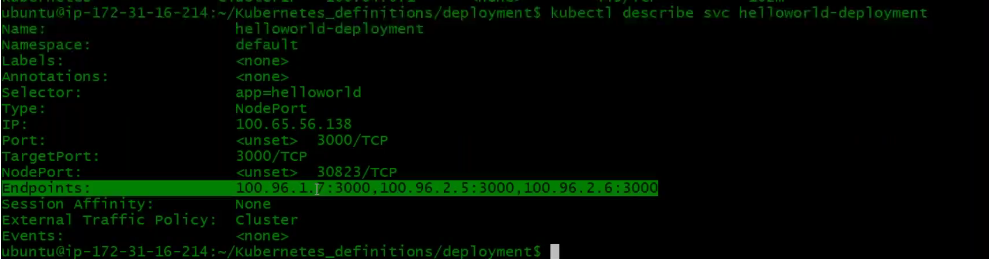 ubuntu@ip-172-31-16-214:~/Kubernetes_definitions/deployment$ kubectl describe svc helloworld-deployment
Name: helloworld-deployment
Namespace: default
Labels: <none>
Annotations: <none>
Selector: app=helloworld
Type: NodePort
IP: 100.65.56.138
Port: <unset> 3000/TCP
TargetPort: 3000/TCP
NodePort: <unset> 30823/TCP
Endpoints: 100.96.1.7:3000,100.96.2.5:3000,100.96.2.6:3000
Session Affinity: None
External Traffic Policy: Cluster
Events: <none>
ubuntu@ip-172-31-16-214:~/Kubernetes_definitions/deployment$